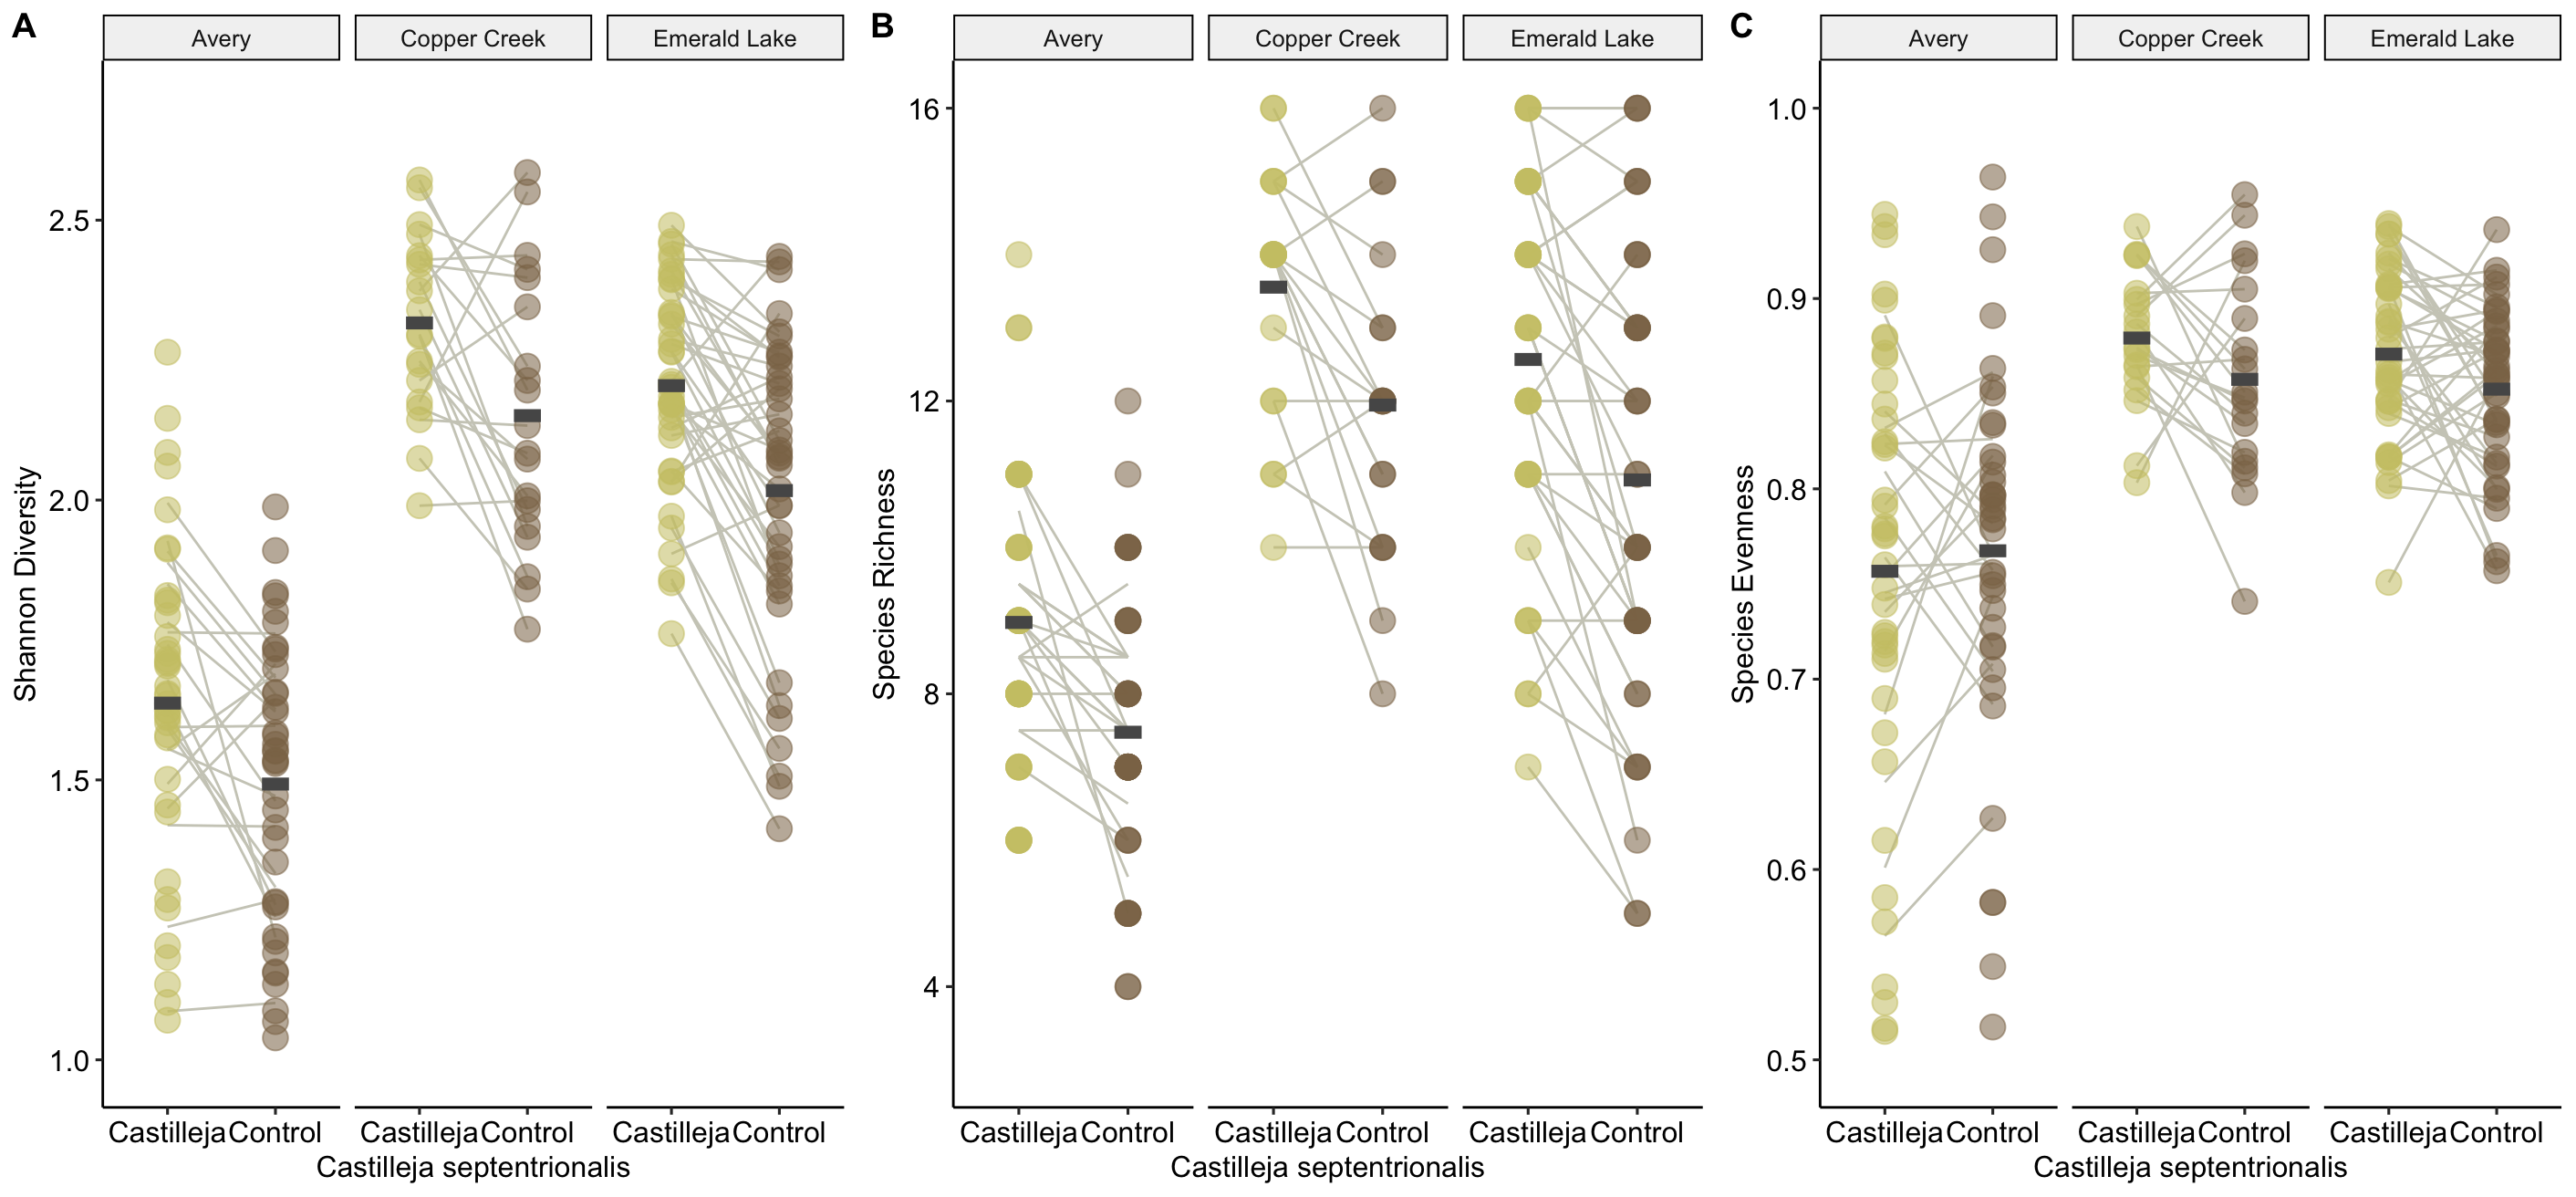 A
Avery
Copper Creek
Emerald Lake
Shannon Diversity
2.5
2.0
1.5
1.0
Castilleja Control
Castilleja Control
Castilleja Control
Castilleja septentrionalis
B
Avery
Copper Creek
Emerald Lake
Species Richness
16
12
8
4
Castilleja Control
Castilleja Control
Castilleja Control
Castilleja septentrionalis
C
Avery
Copper Creek
Emerald Lake
Species Evenness
1.0
0.9
0.8
0.7
0.6
0.5
Castilleja Control
Castilleja Control
Castilleja Control
Castilleja septentrionalis